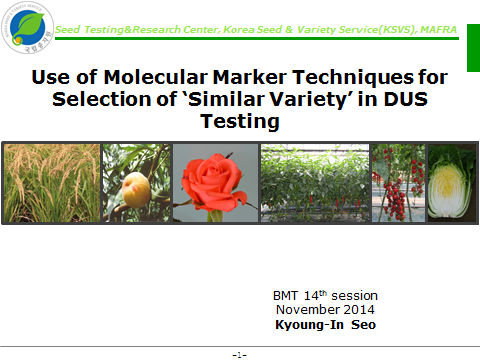 Seed Testing&Research Center, Korea Seed & Variety Service(KSVS), MAFRA
Use of Molecular Marker Techniques for
Selection of ‘Similar Variety’ in DUS
Testing
BMT 14th session
November 2014
Kyoung-In Seo
-1-